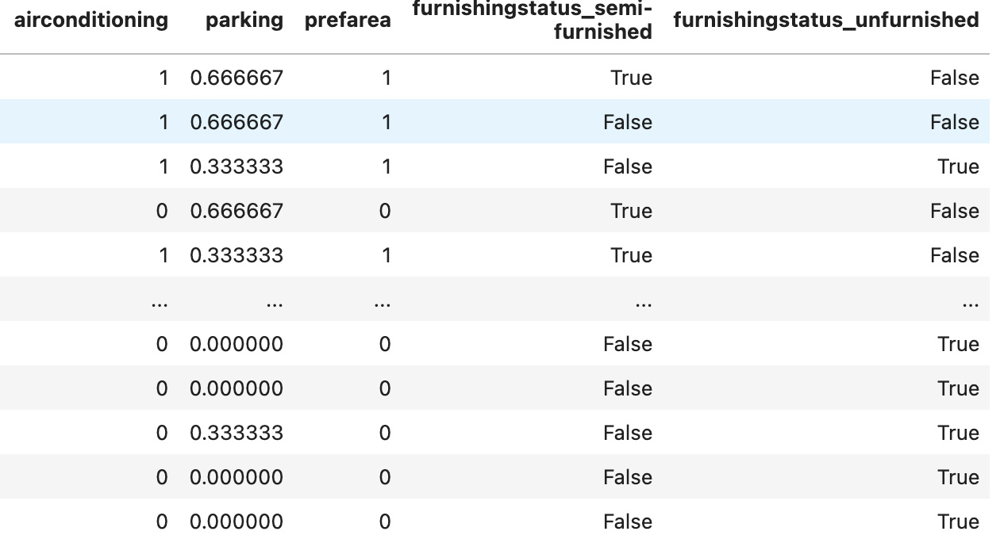 airconditioning parking prefarea furnishingstatus_semi-furnished furnishingstatus_unfurnished
1 0.666667 1 True False
1 0.666667 1 False False
1 0.333333 1 False True
0 0.666667 0 True False
1 0.333333 1 True False
... ... ... ... ...
0 0.000000 0 False True
0 0.000000 0 False True
0 0.333333 0 False True
0 0.000000 0 False True
0 0.000000 0 False True